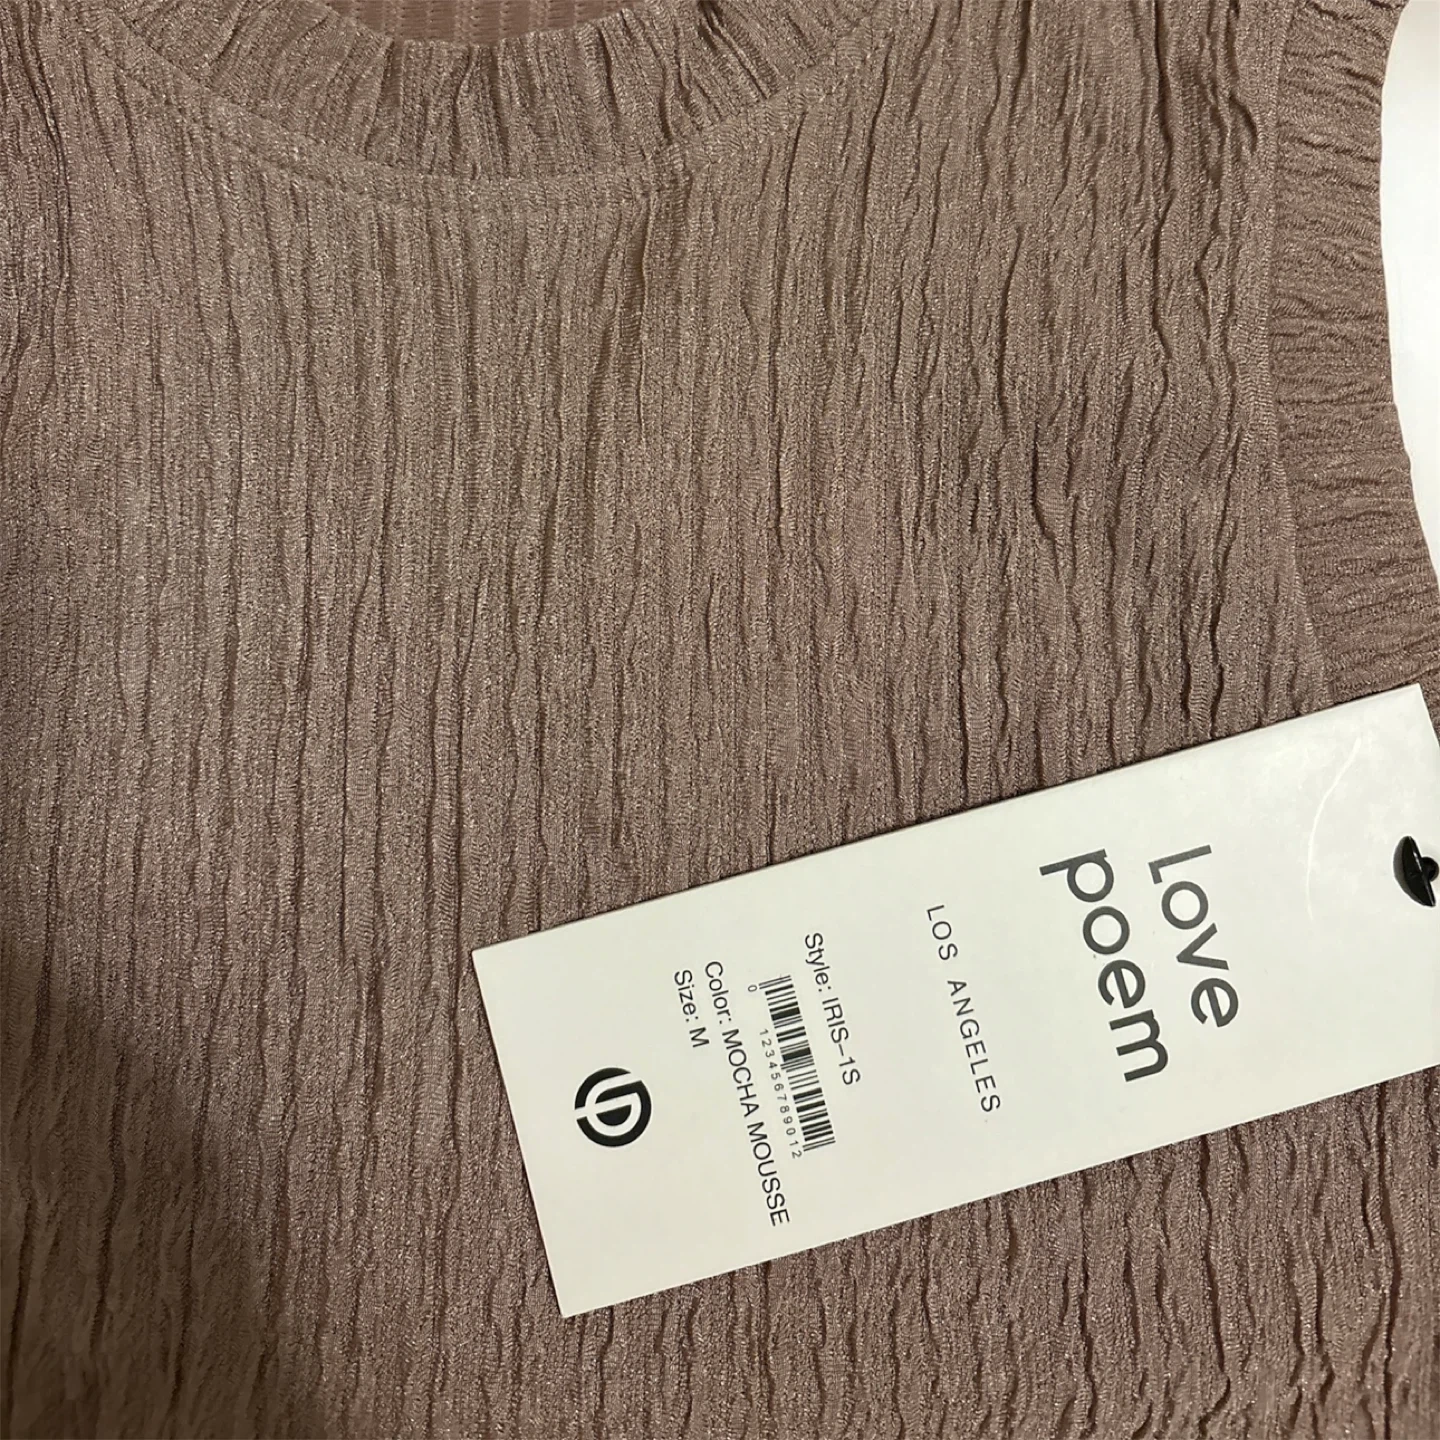 Love
poem
LOS ANGELES
Style: IRIS-1S
0 123456789012
Color: MOCHA MOUSSE
Size: M